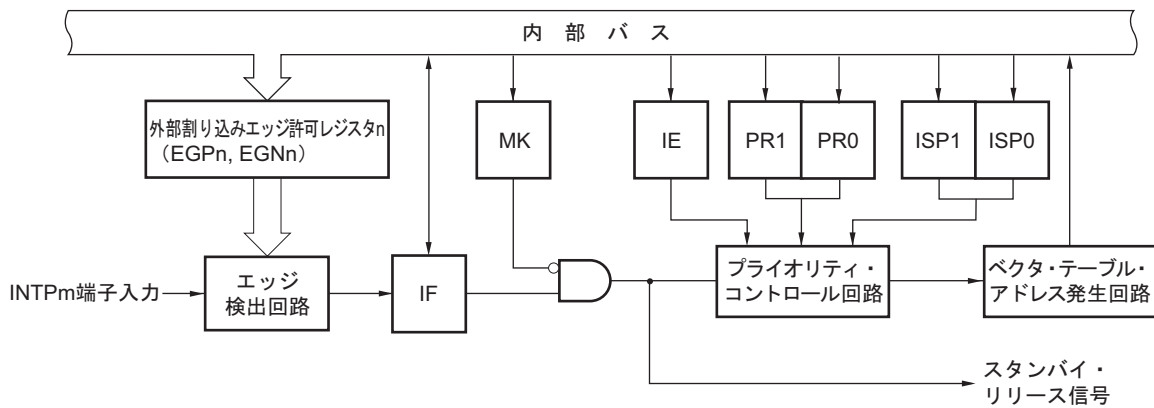 内 部 バ ス
外部割り込みエッジ許可レジスタn
（EGPn, EGNn）
MK
IE
PR1
PR0
ISP1
ISP0
INTPm端子入力
エッジ
検出回路
IF
プライオリティ・
コントロール回路
ベクタ・テーブル・
アドレス発生回路
スタンバイ・
リリース信号